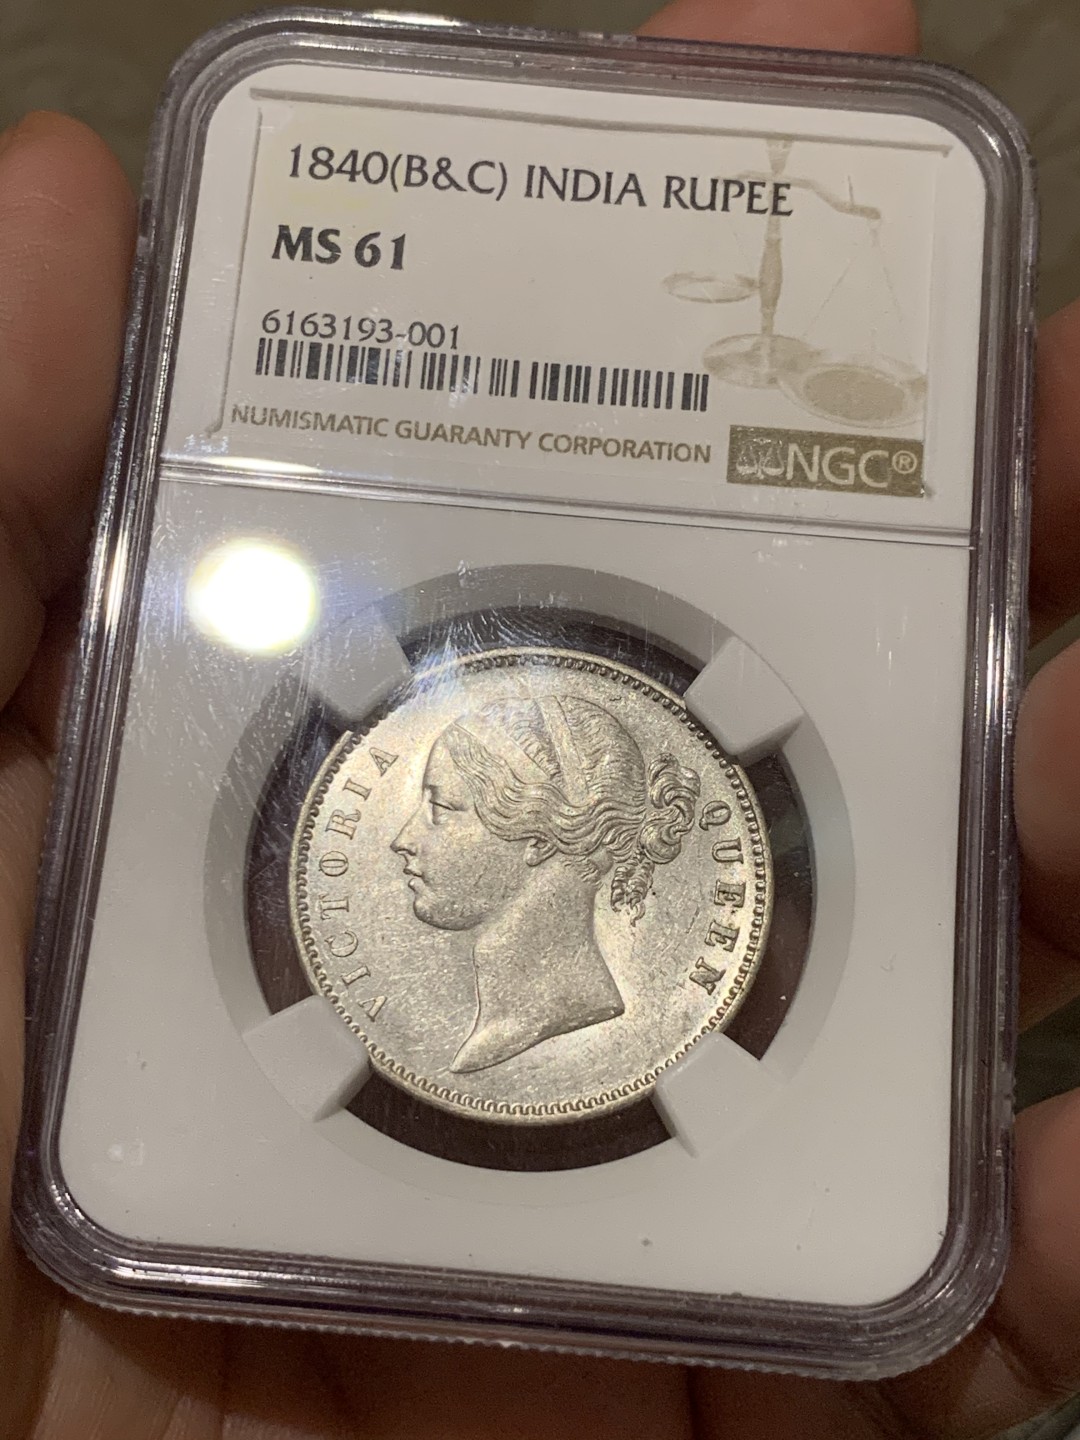 1840(B&C) INDIA RUPEE
MS 61
6163193-001
NUMISMATIC GUARANTY CORPORATION
NGC®
VICTORIA QUEEN